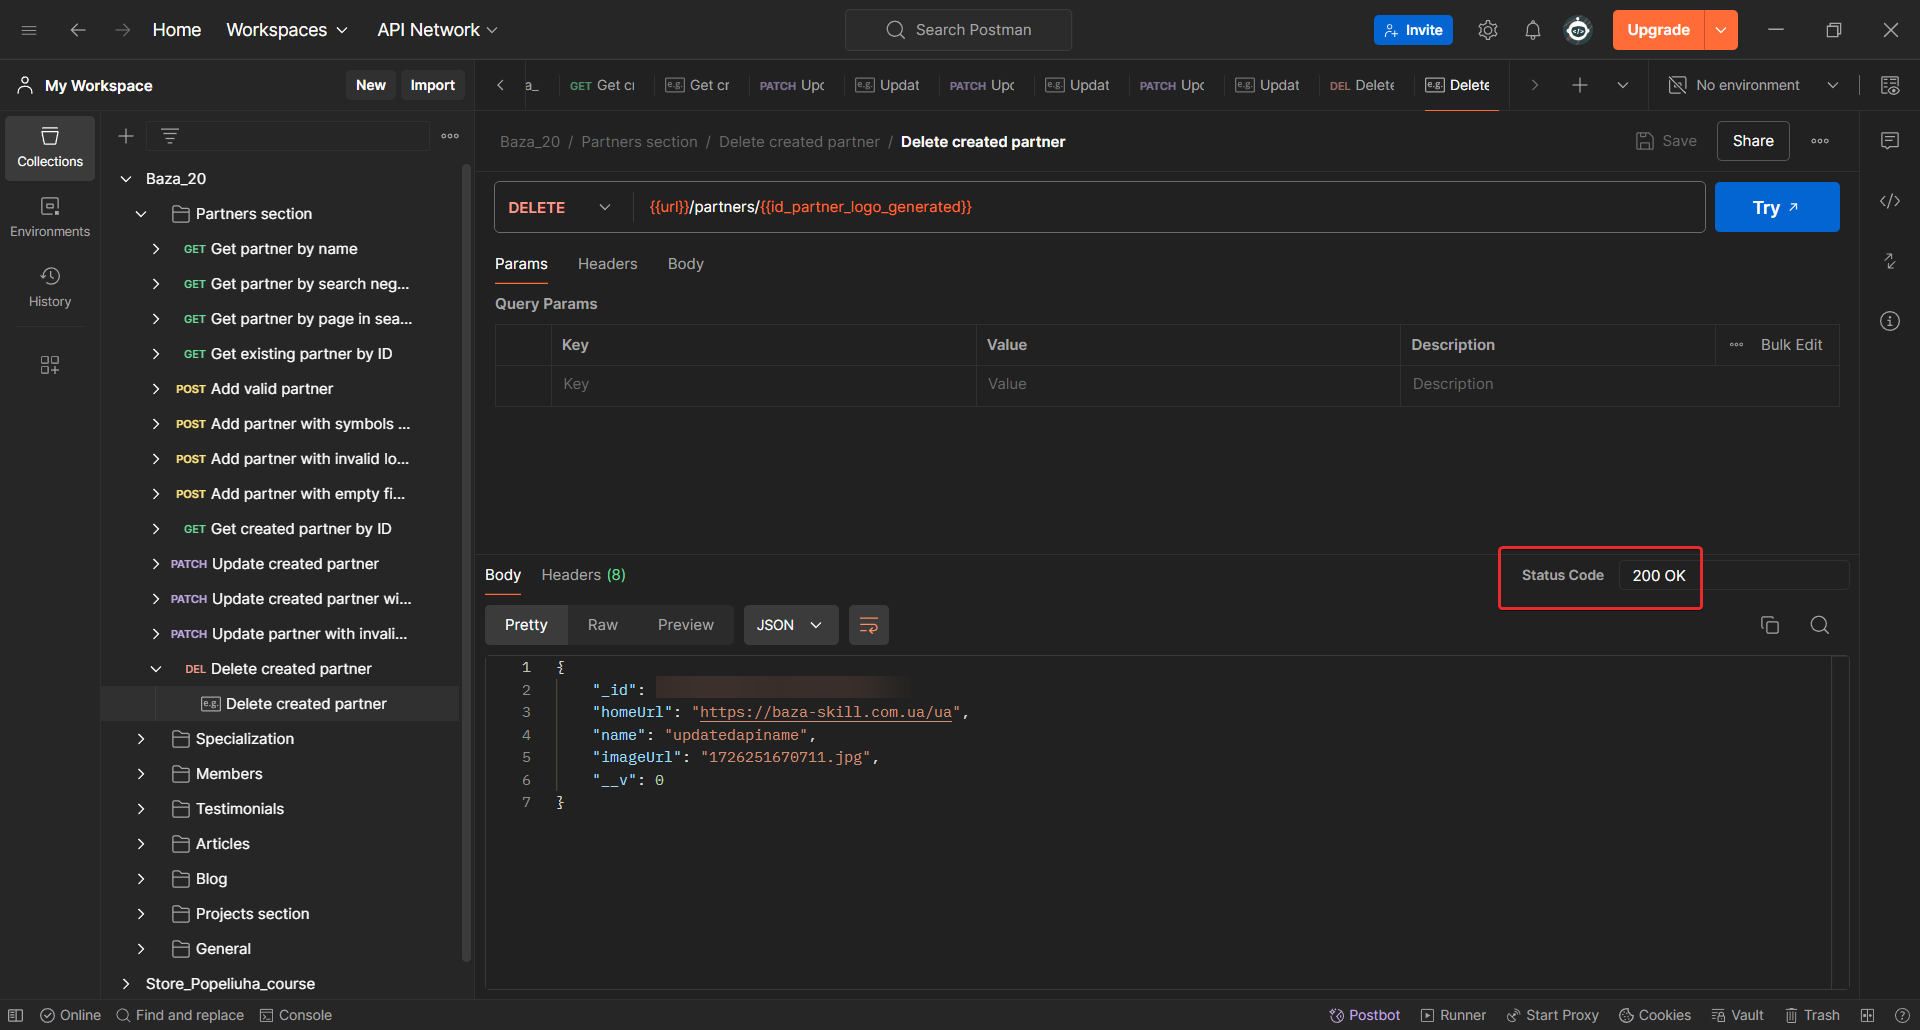 Home Workspaces API Network Search Postman Invite Upgrade
My Workspace New Import
a_ GET Get cr e.g. Get cr PATCH Upd e.g. Updat PATCH Upd e.g. Updat PATCH Upd e.g. Updat DEL Delete e.g. Delete No environment
Collections
Environments
History
Baza_20
Partners section
GET Get partner by name
GET Get partner by search neg...
GET Get partner by page in sea...
GET Get existing partner by ID
POST Add valid partner
POST Add partner with symbols ...
POST Add partner with invalid lo...
POST Add partner with empty fi...
GET Get created partner by ID
PATCH Update created partner
PATCH Update created partner wi...
PATCH Update partner with invali...
DEL Delete created partner
e.g. Delete created partner
Specialization
Members
Testimonials
Articles
Blog
Projects section
General
Store_Popeliuha_course
Baza_20 / Partners section / Delete created partner / Delete created partner Save Share
DELETE {{url}}/partners/{{id_partner_logo_generated}} Try
Params Headers Body
Query Params
Key Value Description Bulk Edit
Key Value Description
Body Headers (8) Status Code 200 OK
Pretty Raw Preview JSON
1 {
2 "_id":
3 "homeUrl": "https://baza-skill.com.ua/ua",
4 "name": "updatedapiname",
5 "imageUrl": "1726251670711.jpg",
6 "__v": 0
7 }
Online Find and replace Console Postbot Runner Start Proxy Cookies Vault Trash